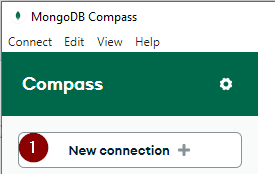 MongoDB Compass
Connect Edit View Help
Compass
1 New connection +